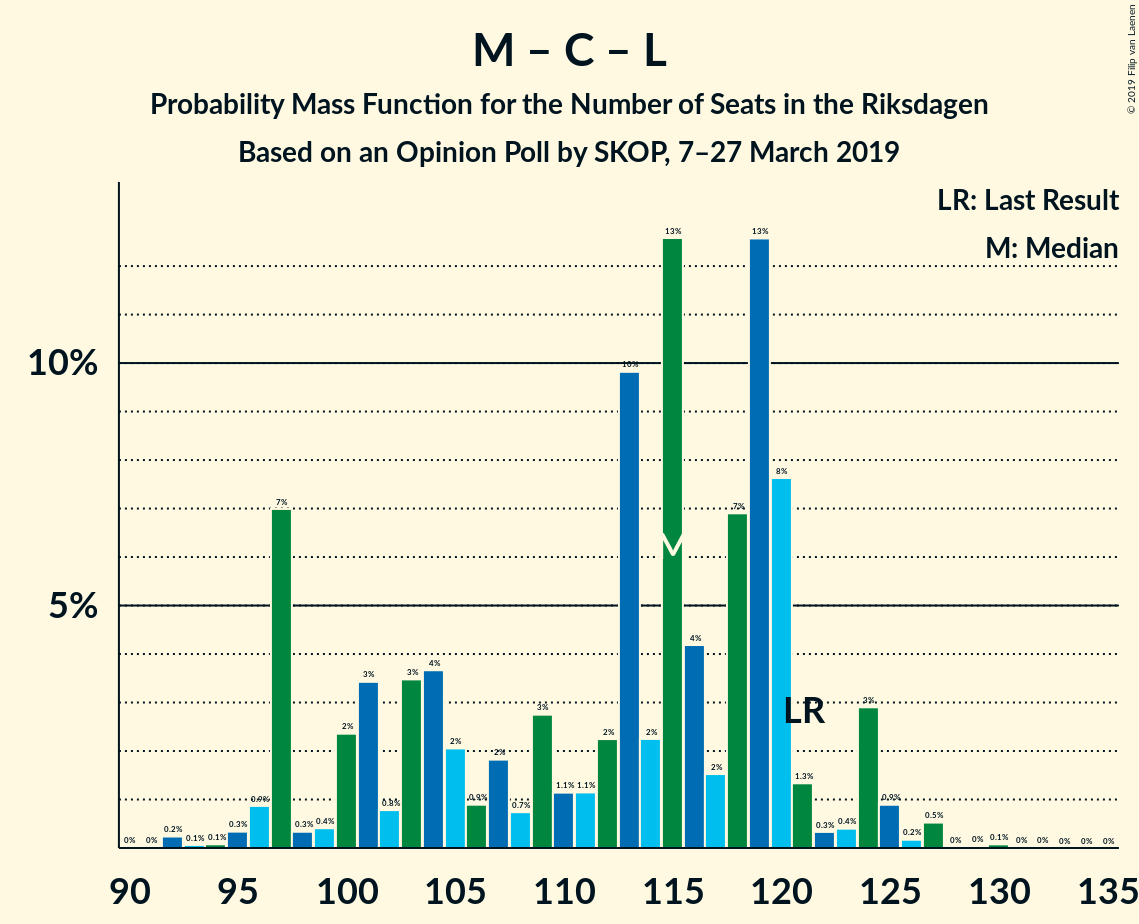 © 2019 Filip van Laenen
M – C – L
Probability Mass Function for the Number of Seats in the Riksdagen
Based on an Opinion Poll by SKOP, 7–27 March 2019
LR: Last Result
M: Median
10%
5%
0% 0% 0.2% 0.1% 0.1% 0.3% 0.9% 7% 0.3% 0.4% 2% 3% 0.8% 3% 4% 2% 0.9% 2% 0.7% 3% 1.1% 1.1% 2% 10% 2% 13% 4% 2% 7% 13% 8% 1.3% 0.3% 0.4% 3% 0.9% 0.2% 0.5% 0% 0% 0.1% 0% 0% 0% 0% 0%
LR
90 95 100 105 110 115 120 125 130 135